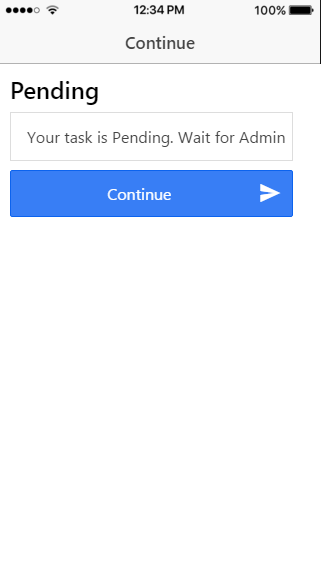 12:34 PM 100%
Continue
Pending
Your task is Pending. Wait for Admin
Continue